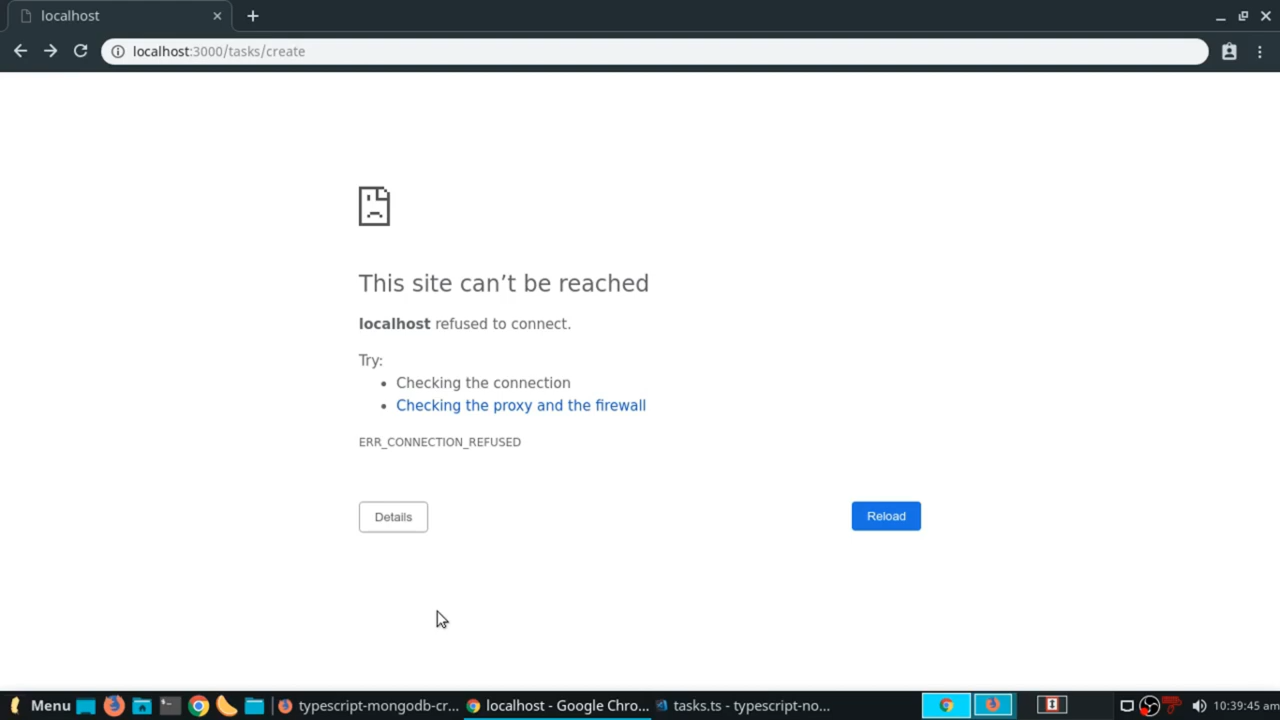 localhost
localhost:3000/tasks/create
This site can’t be reached
localhost refused to connect.
Try:
Checking the connection
Checking the proxy and the firewall
ERR_CONNECTION_REFUSED
Details
Reload
Menu
typescript-mongodb-cr...
localhost - Google Chro...
tasks.ts - typescript-no...
10:39:45 am